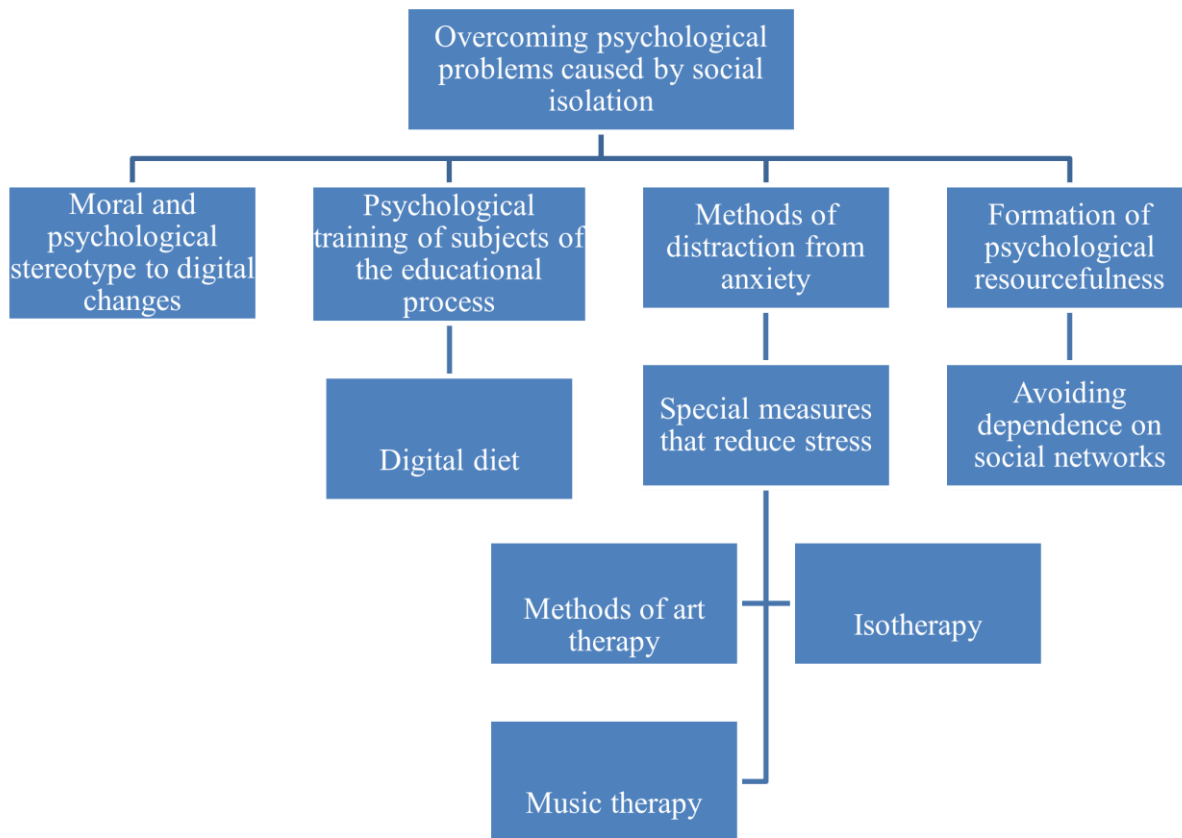 Overcoming psychological
problems caused by social
isolation
Moral and
psychological
stereotype to digital
changes
Psychological
training of subjects of
the educational
process
Methods of
distraction from
anxiety
Formation of
psychological
resourcefulness
Digital diet
Special measures
that reduce stress
Avoiding
dependence on
social networks
Methods of art
therapy
Isotherapy
Music therapy